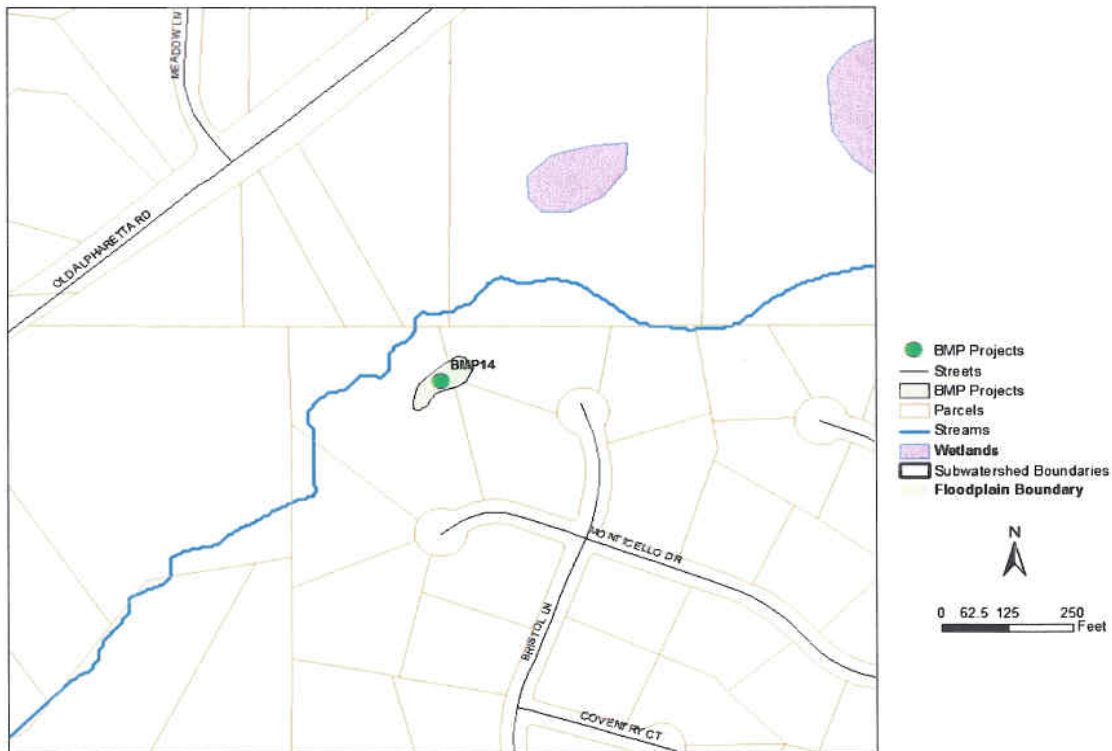 MEADOW LN
OLD ALPHARETTA RD
BMP14
MONTICELLO DR
BRISTOL LN
COVENTRY CT
BMP Projects
Streets
BMP Projects
Parcels
Streams
Wetlands
Subwatershed Boundaries
Floodplain Boundary
N
0 62.5 125 250
Feet